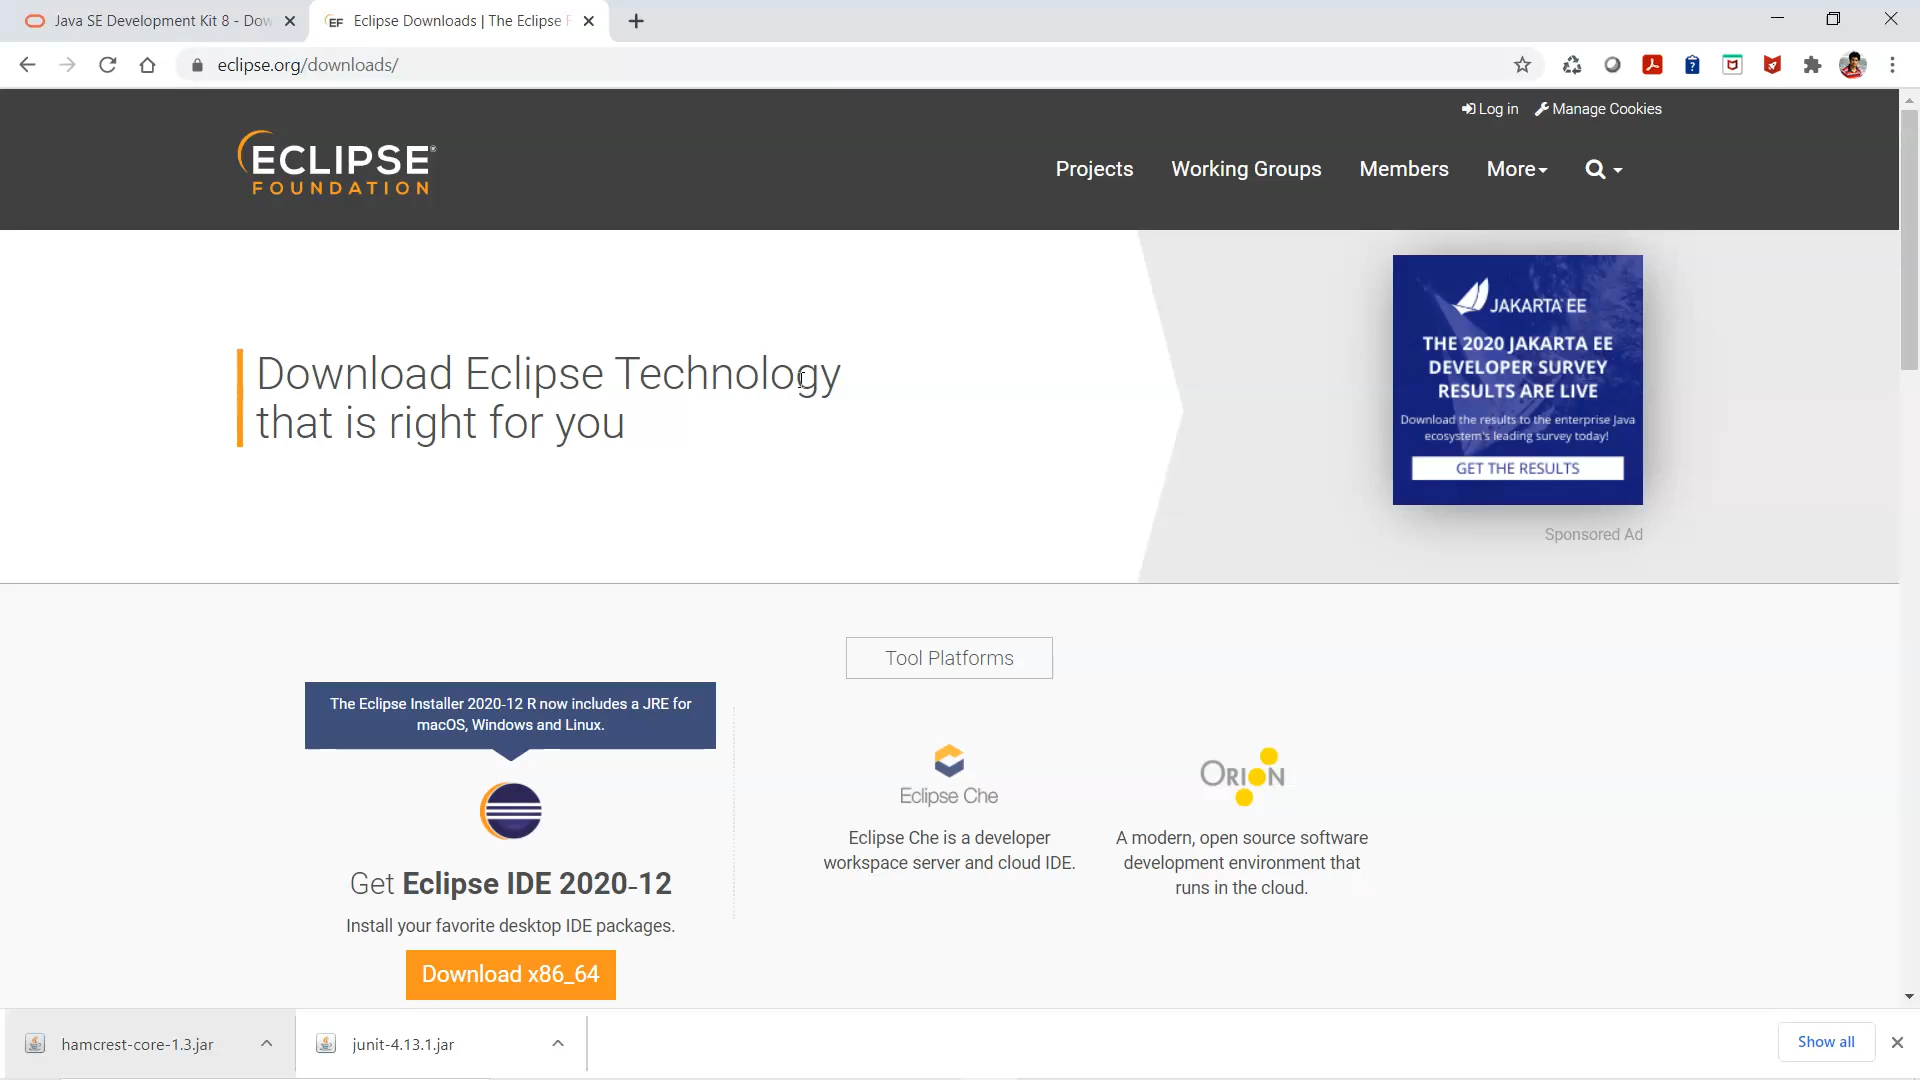 Java SE Development Kit 8 - Dow
EF Eclipse Downloads | The Eclipse F
eclipse.org/downloads/
Log in Manage Cookies
ECLIPSE®
FOUNDATION
Projects Working Groups Members More
Download Eclipse Technology
that is right for you
JAKARTA EE
THE 2020 JAKARTA EE
DEVELOPER SURVEY
RESULTS ARE LIVE
Download the results to the enterprise Java
ecosystem's leading survey today!
GET THE RESULTS
Sponsored Ad
Tool Platforms
The Eclipse Installer 2020-12 R now includes a JRE for
macOS, Windows and Linux.
Get Eclipse IDE 2020-12
Install your favorite desktop IDE packages.
Download x86_64
Eclipse Che
Eclipse Che is a developer
workspace server and cloud IDE.
ORION
A modern, open source software
development environment that
runs in the cloud.
hamcrest-core-1.3.jar
junit-4.13.1.jar
Show all